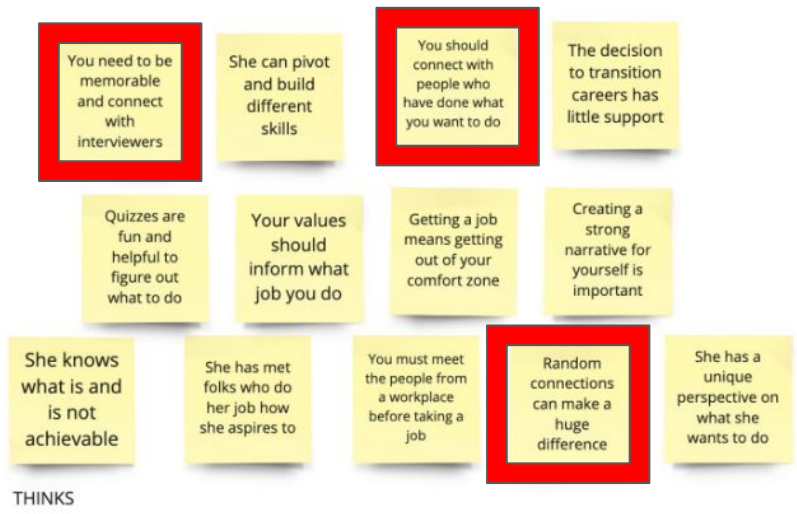 You need to be
memorable
and connect
with
interviewers
She can pivot
and build
different
skills
You should
connect with
people who
have done what
you want to do
The decision
to transition
careers has
little support
Quizzes are
fun and
helpful to
figure out
what to do
Your values
should
inform what
job you do
Getting a job
means getting
out of your
comfort zone
Creating a
strong
narrative for
yourself is
important
She knows
what is and
is not
achievable
She has met
folks who do
her job how
she aspires to
You must meet
the people from
a workplace
before taking a
job
Random
connections
can make a
huge
difference
She has a
unique
perspective on
what she
wants to do
THINKS